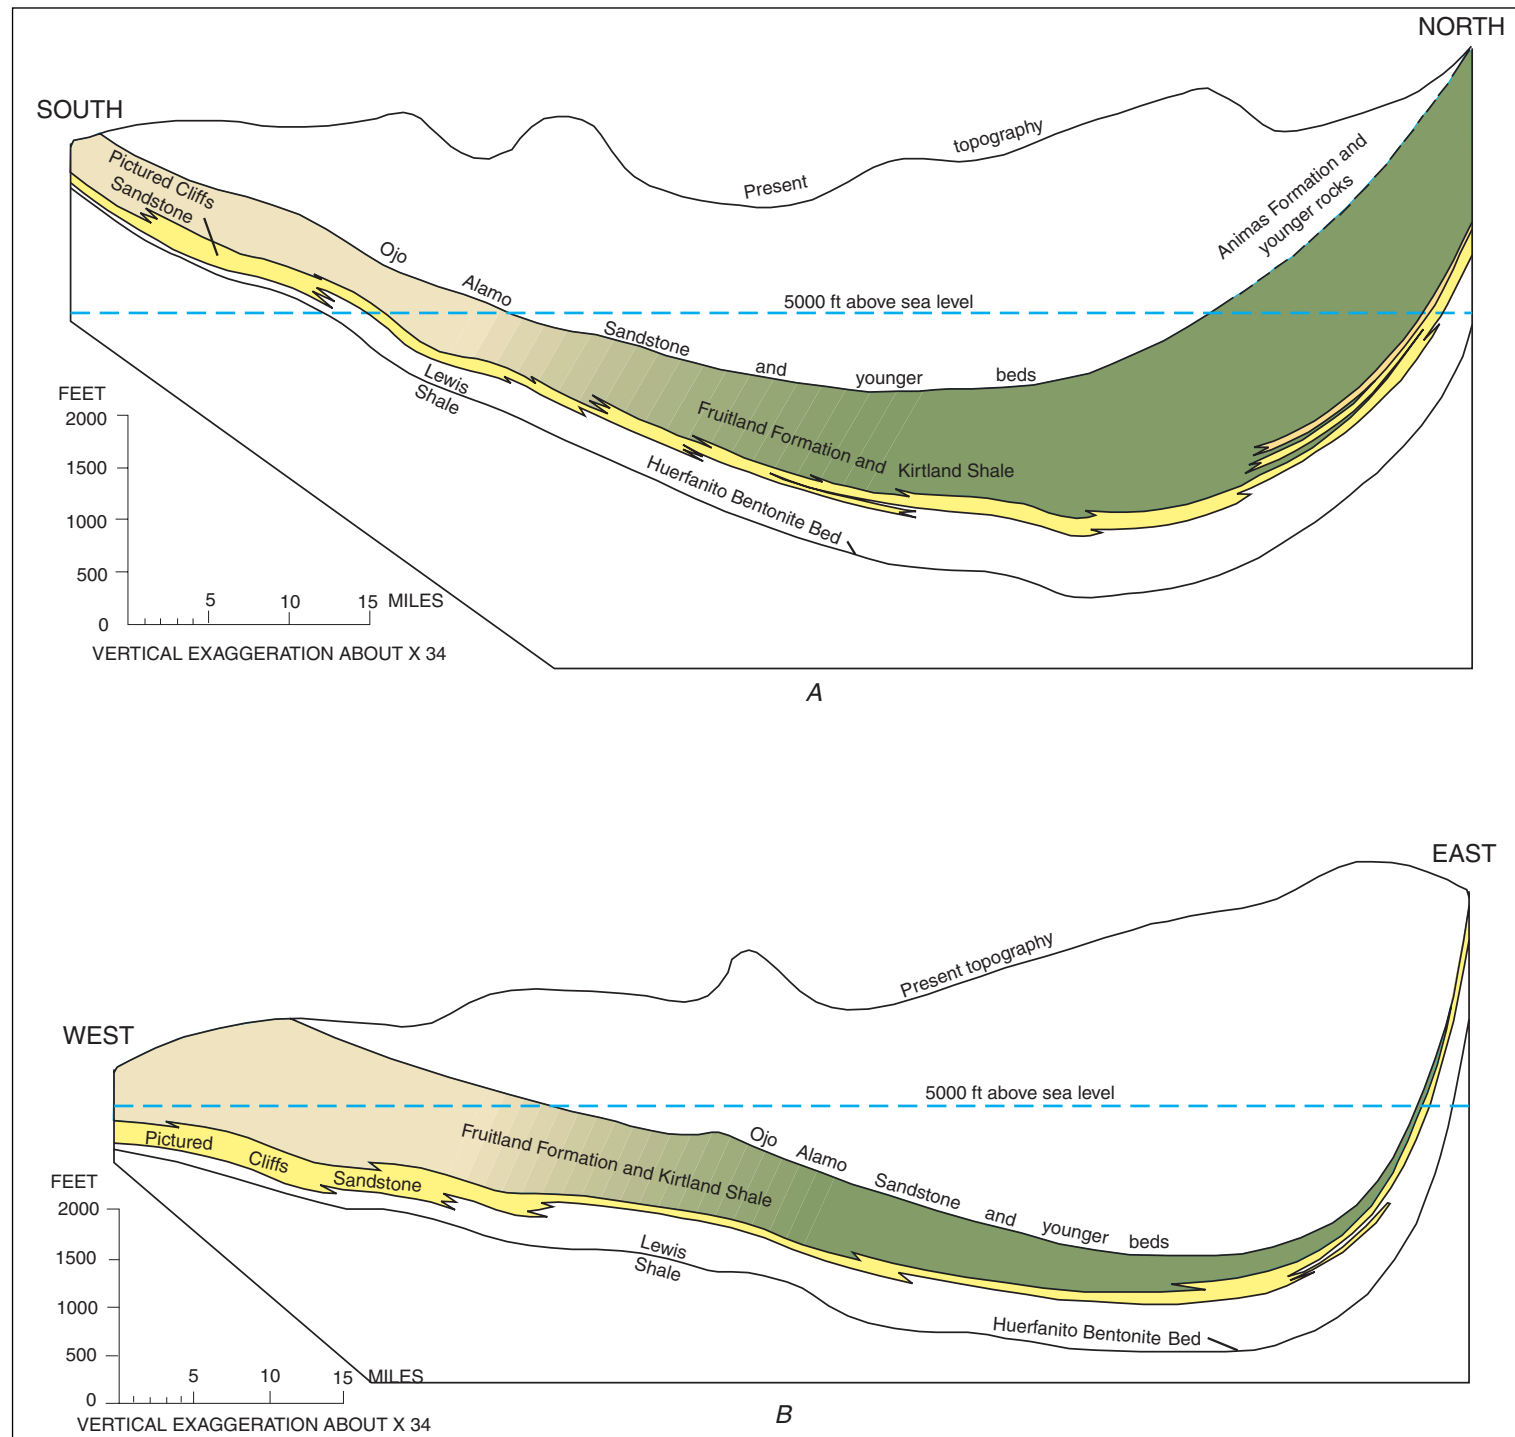 NORTH
SOUTH
topography
Present
Animas Formation and
younger rocks
Pictured Cliffs
Sandstone
Ojo
Alamo
5000 ft above sea level
Sandstone
and
younger
beds
Lewis
Shale
Fruitland Formation and Kirtland Shale
Huerfanito Bentonite Bed
FEET
2000
1500
1000
500
0
5
10
15 MILES
VERTICAL EXAGGERATION ABOUT X 34
A
EAST
Present topography
WEST
5000 ft above sea level
Fruitland Formation and Kirtland Shale
Ojo
Alamo
Sandstone
and
younger
beds
Pictured
Cliffs
Sandstone
Lewis
Shale
Huerfanito Bentonite Bed
FEET
2000
1500
1000
500
0
5
10
15 MILES
VERTICAL EXAGGERATION ABOUT X 34
B